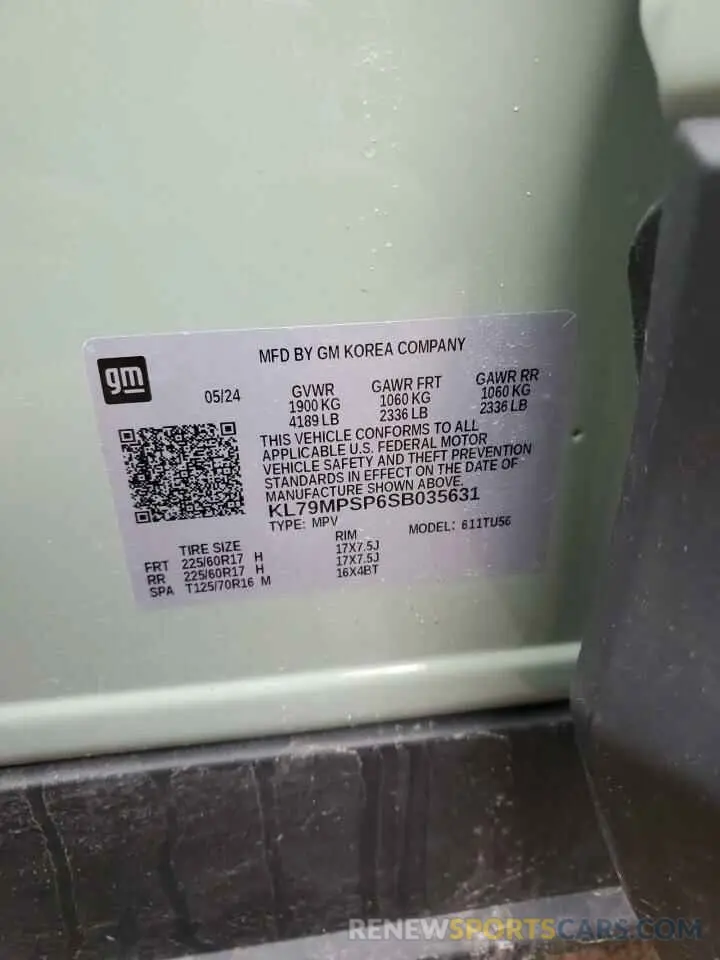 MFD BY GM KOREA COMPANY
gm
05/24
GVWR
1900 KG
4189 LB
GAWR FRT
1060 KG
2336 LB
GAWR RR
1060 KG
2336 LB
THIS VEHICLE CONFORMS TO ALL
APPLICABLE U.S. FEDERAL MOTOR
VEHICLE SAFETY AND THEFT PREVENTION
STANDARDS IN EFFECT ON THE DATE OF
MANUFACTURE SHOWN ABOVE.
KL79MPSP6SB035631
TYPE: MPV MODEL: 611TU56
TIRE SIZE RIM
FRT 225/60R17 H 17X7.5J
RR 225/60R17 H 17X7.5J
SPA T125/70R16 M 16X4BT
RENEWSPORTSCARS.COM